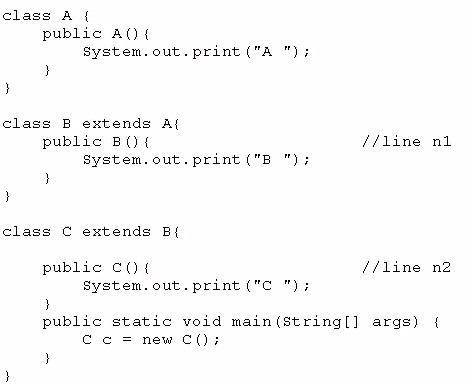 class A {
    public A(){
        System.out.print("A ");
    }
}
class B extends A{
    public B(){                     //line n1
        System.out.print("B ");
    }
}
class C extends B{
    public C(){                     //line n2
        System.out.print("C ");
    }
    public static void main(String[] args) {
        C c = new C();
    }
}